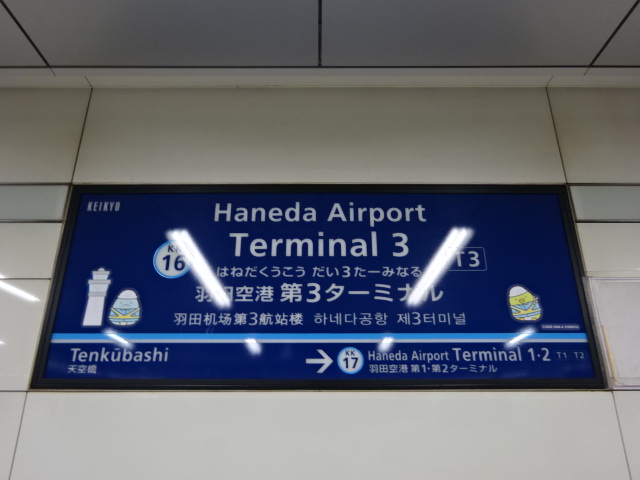 KEIKYU
Haneda Airport
Terminal 3
KK
16
T3
はねだくうこう だい3たーみなる
羽田空港 第3ターミナル
羽田机场第3航站楼 하네다공항 제3터미널
Tenkūbashi
天空橋
KK
17
Haneda Airport Terminal 1·2 T1 T2
羽田空港 第1・第2ターミナル